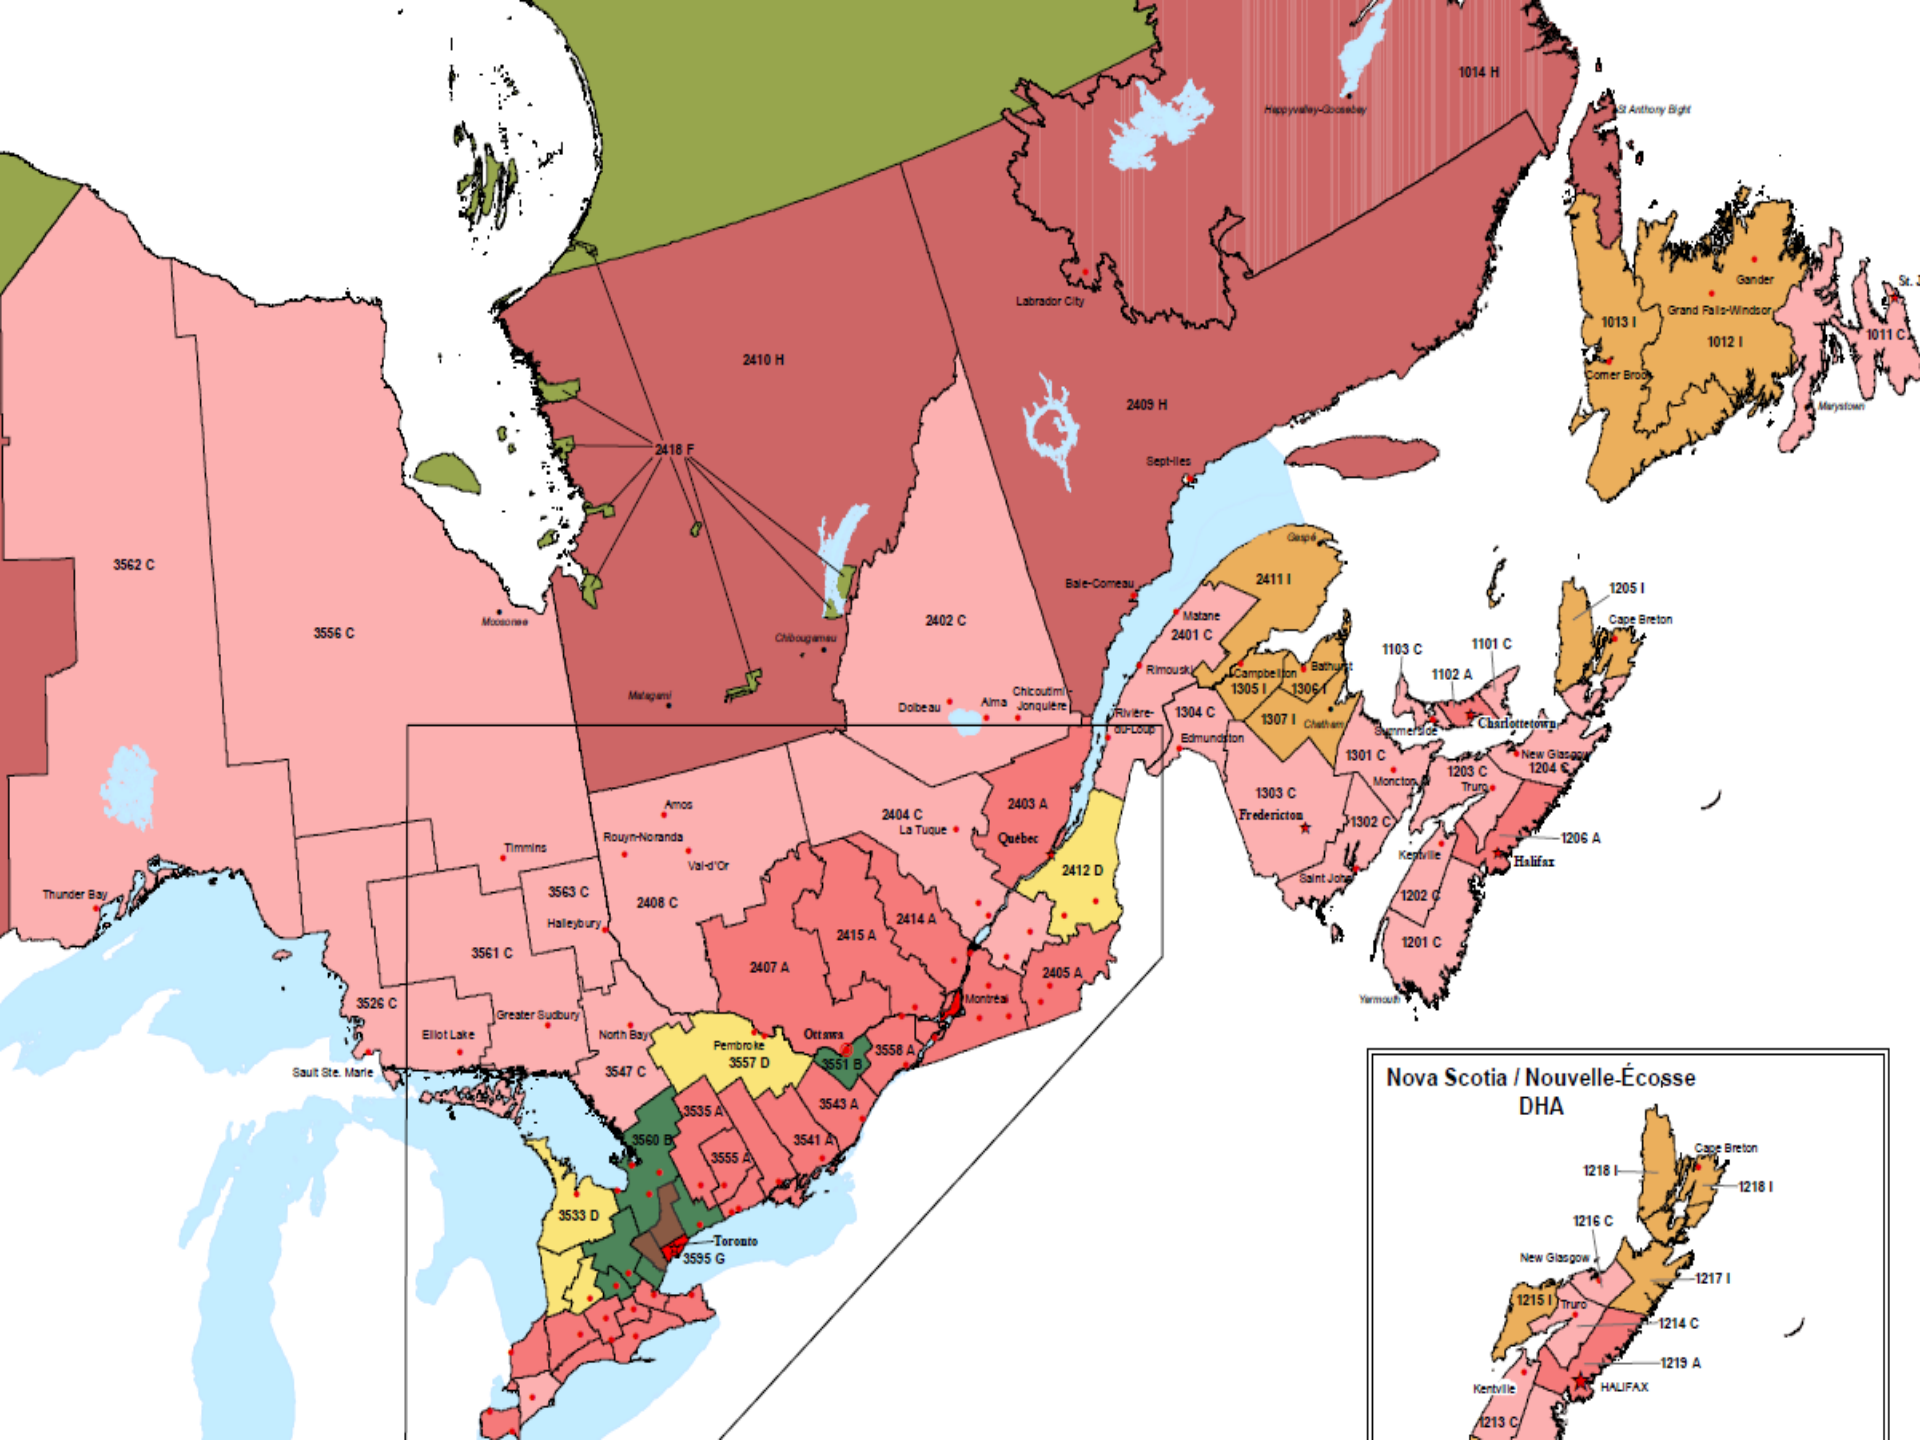 1014 H
Happyvalley-Goosebay
St Anthony Bight
Labrador City
Gander
St. J
Grand Falls-Windsor
1013 I
1012 I
1011 C
Corner Brook
Marystown
2410 H
2409 H
2418 F
Sept-Iles
Gaspé
3562 C
2411 I
1205 I
Baie-Comeau
Cape Breton
Moosonee
3556 C
2402 C
Matane
2401 C
Chibougamau
1103 C
1101 C
Rimouski
Campbellton
Bathurst
1102 A
1305 I
1306 I
Matagami
Dolbeau
Alma
Chicoutimi -
Jonquière
Rivière-
du-Loup
1304 C
1307 I
Chatham
Summerside
Charlottetown
Edmundston
1301 C
New Glasgow
Moncton
1203 C
1204 C
Truro
1303 C
Fredericton
1302 C
Amos
2403 A
2404 C
La Tuque
Québec
1206 A
Rouyn-Noranda
Timmins
Val-d'Or
Kentville
Halifax
2412 D
Saint John
Thunder Bay
3563 C
Haileybury
2408 C
1202 C
2414 A
2415 A
1201 C
3561 C
2407 A
2405 A
3526 C
Montréal
Yarmouth
Greater Sudbury
Elliot Lake
North Bay
Ottawa
Pembroke
3557 D
3551 B
3558 A
Sault Ste. Marie
3547 C
3535 A
3543 A
3560 B
3541 A
3555 A
3533 D
Toronto
3595 G
Nova Scotia / Nouvelle-Écosse
DHA
Cape Breton
1218 I
1218 I
1216 C
New Glasgow
1217 I
1215 I
Truro
1214 C
1219 A
Kentville
HALIFAX
1213 C